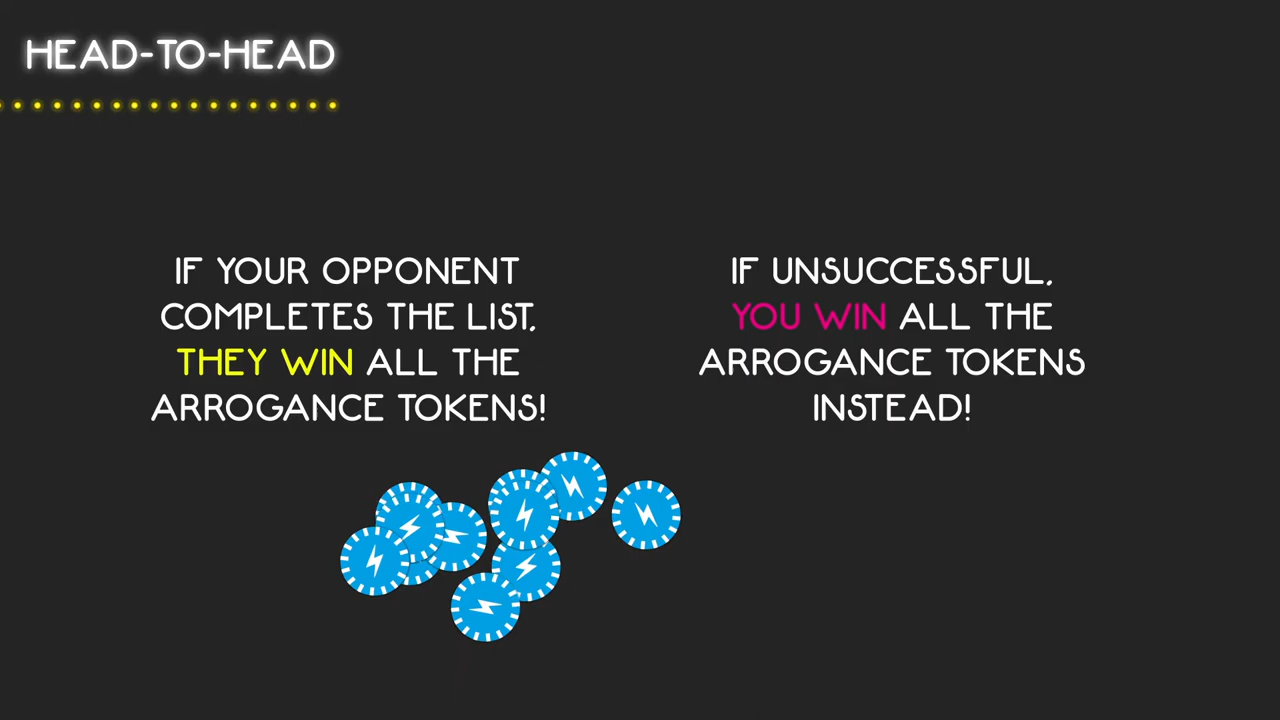 HEAD-TO-HEAD
IF YOUR OPPONENT
COMPLETES THE LIST,
THEY WIN ALL THE
ARROGANCE TOKENS!
IF UNSUCCESSFUL,
YOU WIN ALL THE
ARROGANCE TOKENS
INSTEAD!